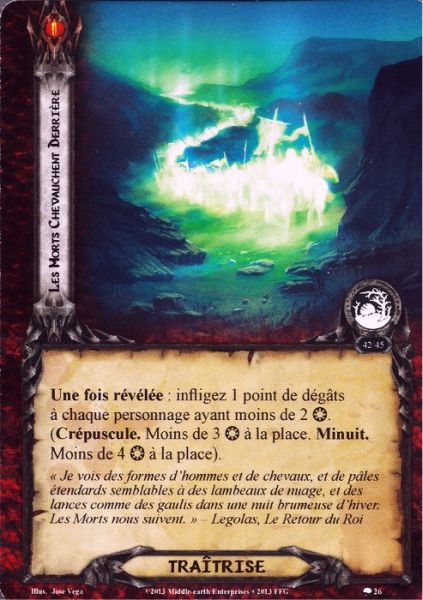 LES MORTS CHEVAUCHENT DERRIÈRE
42/45
Une fois révélée : infligez 1 point de dégâts
à chaque personnage ayant moins de 2
(Crépuscule. Moins de 3 à la place. Minuit.
Moins de 4 à la place).
« Je vois des formes d'hommes et de chevaux, et de pâles
étendards semblables à des lambeaux de nuage, et des
lances comme des gaulis dans une nuit brumeuse d'hiver.
Les Morts nous suivent. » – Legolas, Le Retour du Roi
TRAÎTRISE
Illus. Jose Vega
©2013 Middle-earth Enterprises • 2013 FFG
26